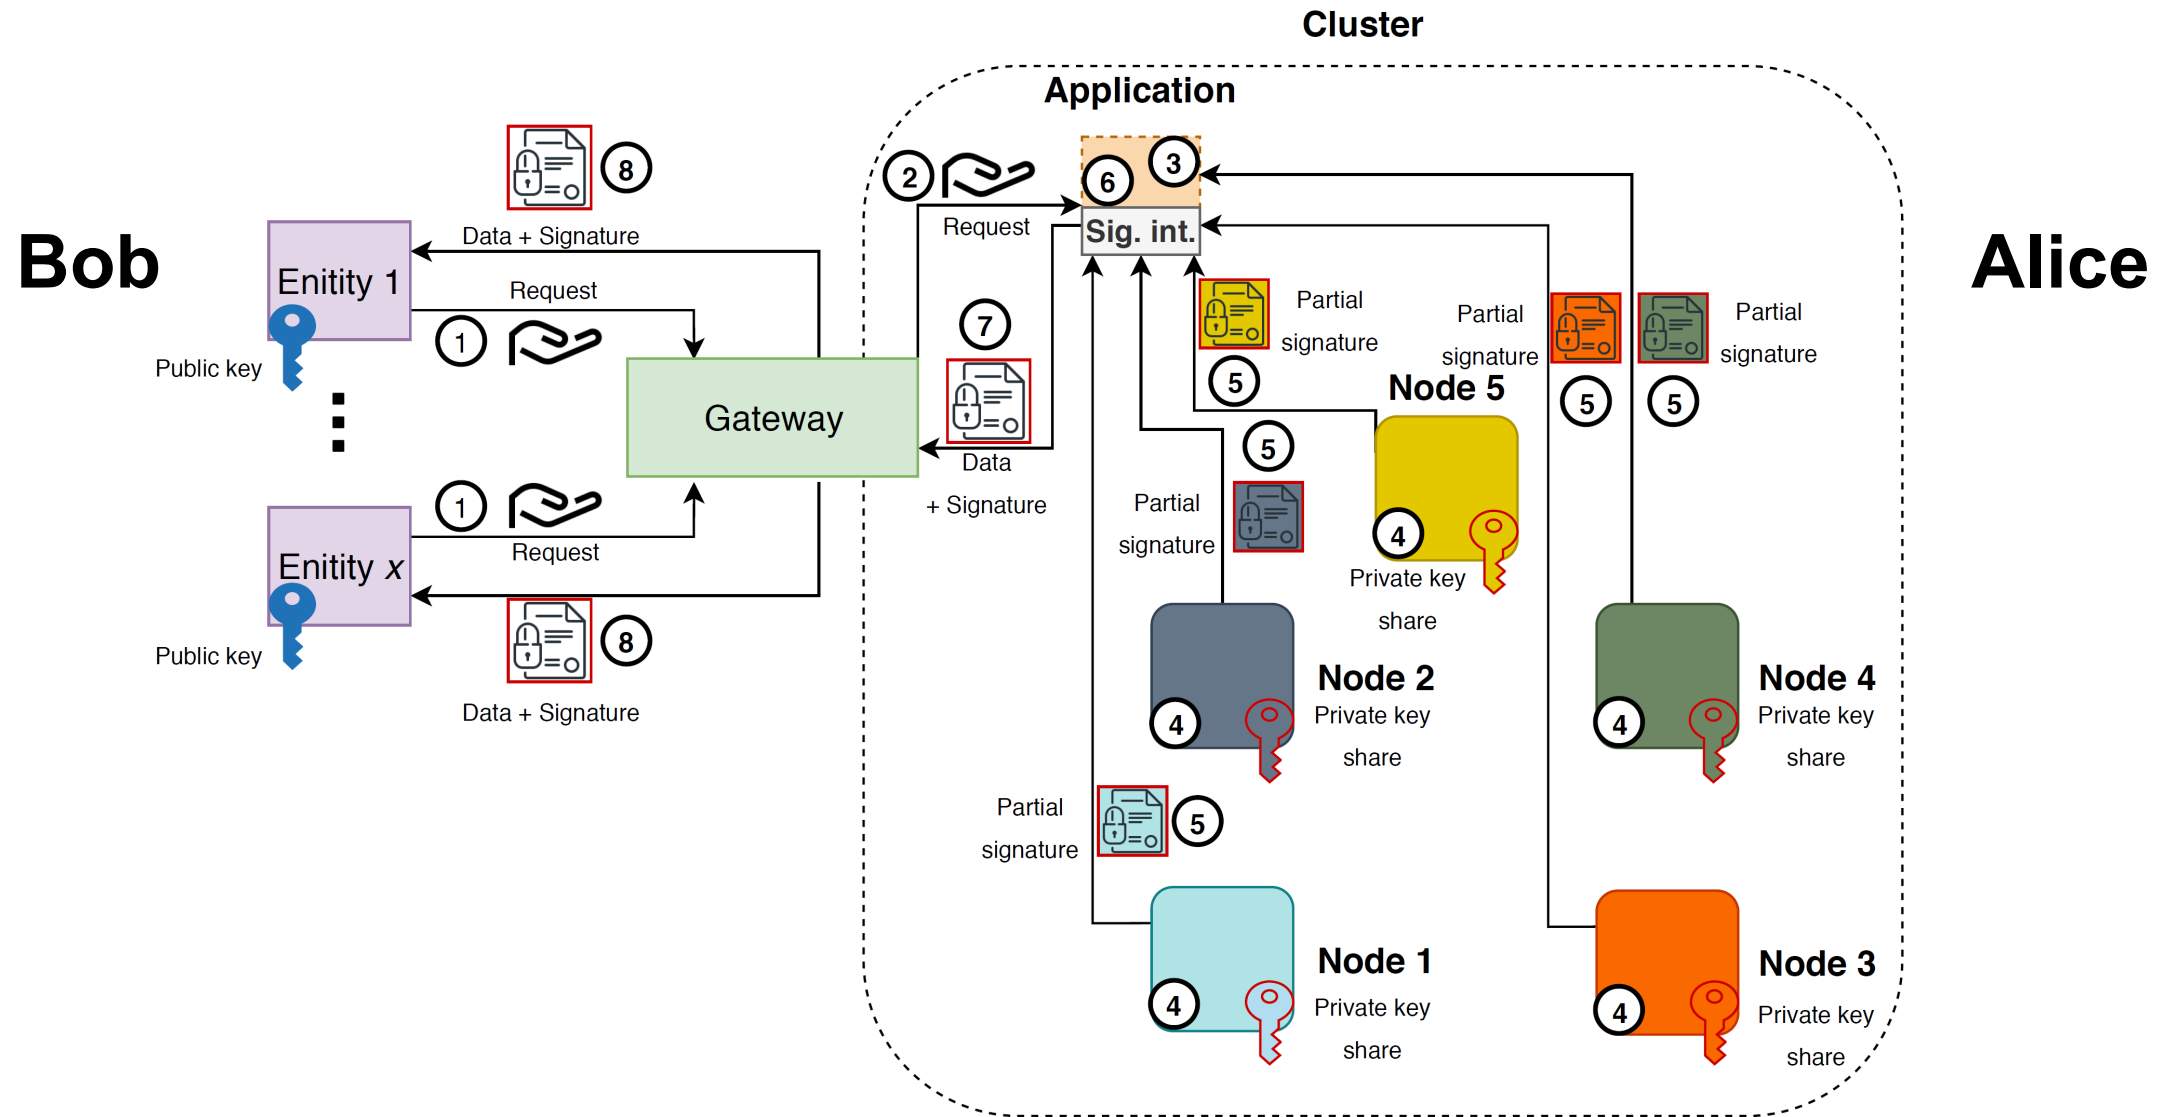 Cluster
Application
8
2
3
6
Data + Signature
Request
Sig. int.
Bob
Enitity 1
Alice
Request
1
Public key
7
Partial
signature
5
Partial
signature
5
Partial
signature
5
Node 5
Gateway
Data
+ Signature
5
Partial
signature
4
Private key
share
1
Request
Enitity x
Public key
8
Data + Signature
Node 2
Private key
share
4
Node 4
Private key
share
4
Partial
signature
5
Node 1
Private key
share
4
Node 3
Private key
share
4